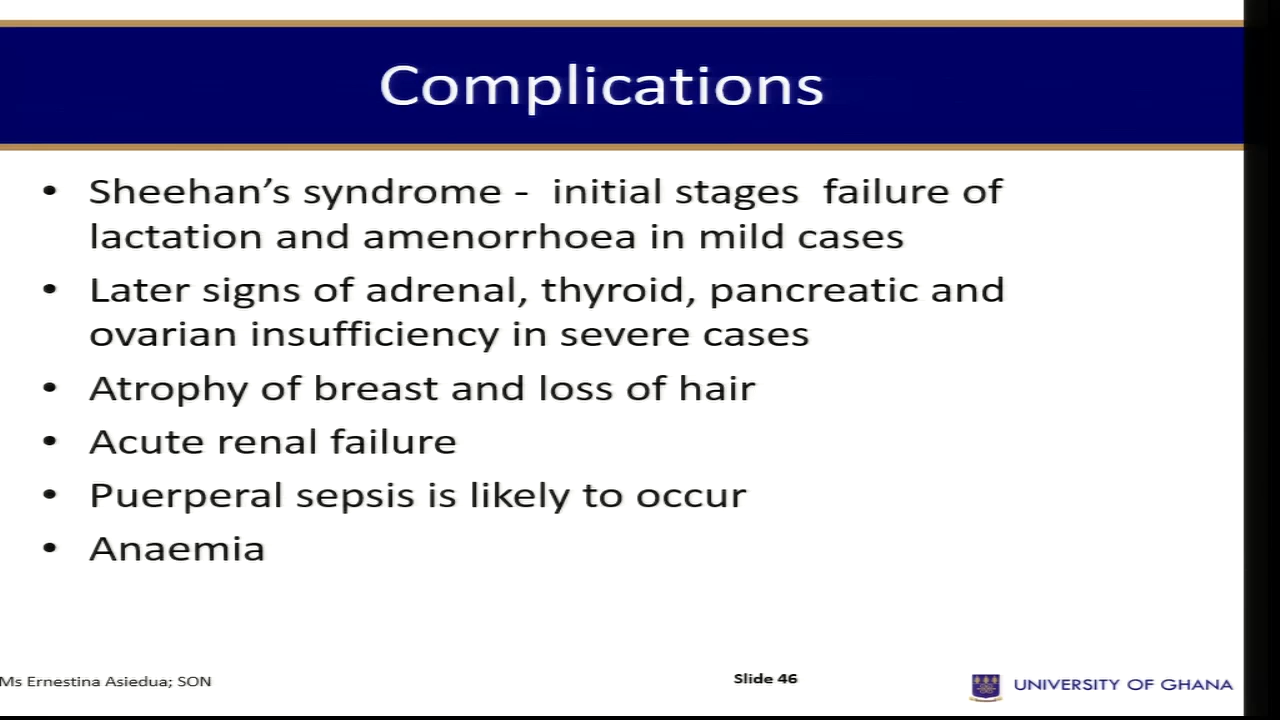 Complications
• Sheehan’s syndrome - initial stages failure of
lactation and amenorrhoea in mild cases
• Later signs of adrenal, thyroid, pancreatic and
ovarian insufficiency in severe cases
• Atrophy of breast and loss of hair
• Acute renal failure
• Puerperal sepsis is likely to occur
• Anaemia
Ms Ernestina Asiedua; SON
Slide 46
UNIVERSITY OF GHANA